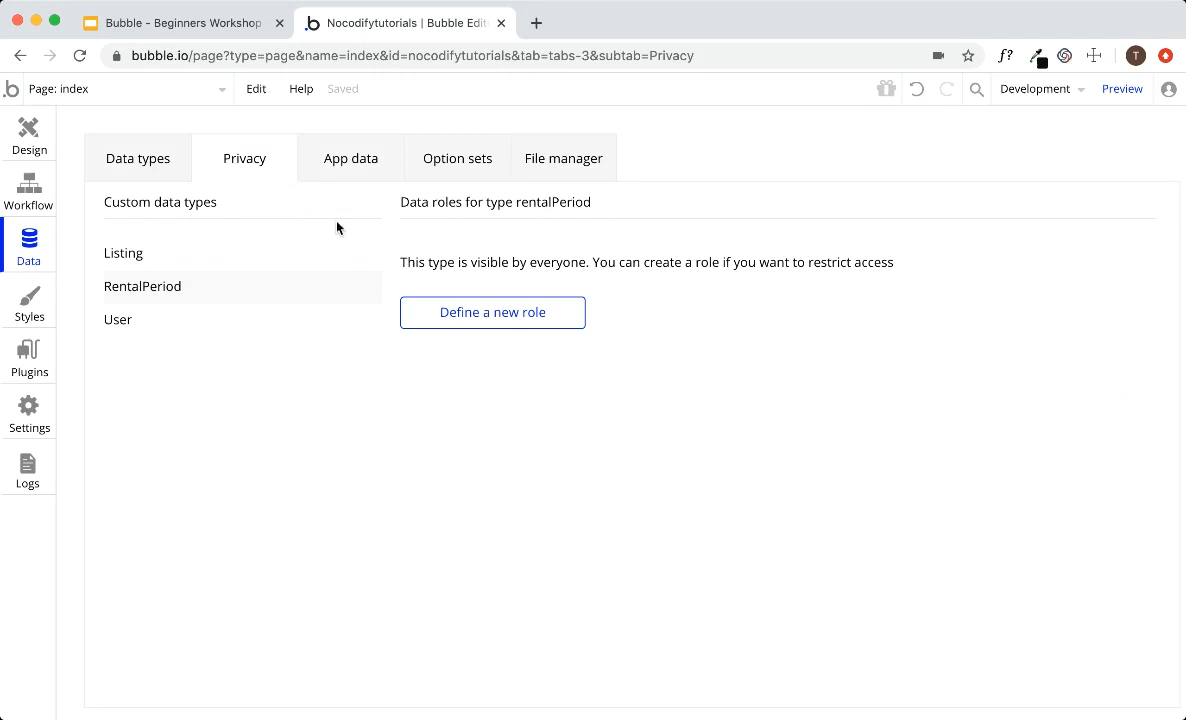 Bubble - Beginners Workshop
Nocodifytutorials | Bubble Edit
bubble.io/page?type=page&name=index&id=nocodifytutorials&tab=tabs-3&subtab=Privacy
f?
T
b
Page: index
Edit
Help
Saved
Development
Preview
Design
Workflow
Data
Styles
Plugins
Settings
Logs
Data types
Privacy
App data
Option sets
File manager
Custom data types
Listing
RentalPeriod
User
Data roles for type rentalPeriod
This type is visible by everyone. You can create a role if you want to restrict access
Define a new role